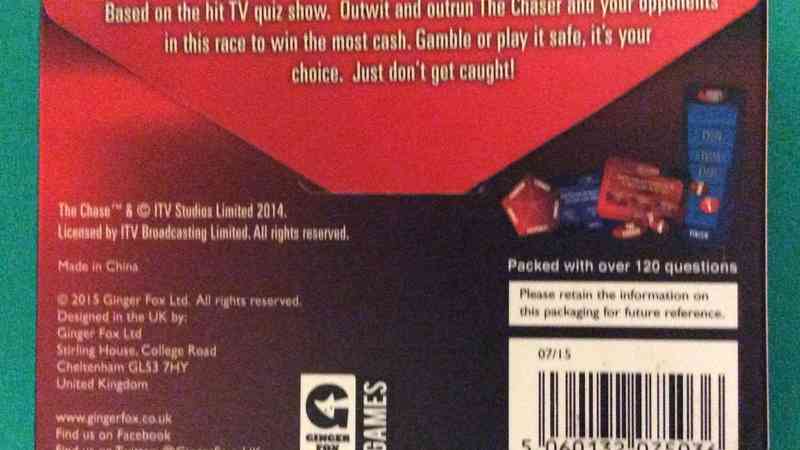 Based on the hit TV quiz show. Outwit and outrun The Chaser and your opponents
in this race to win the most cash. Gamble or play it safe, it's your
choice. Just don't get caught!
The Chase™ & © ITV Studios Limited 2014.
Licensed by ITV Broadcasting Limited. All rights reserved.
Made in China
© 2015 Ginger Fox Ltd. All rights reserved.
Designed in the UK by:
Ginger Fox Ltd
Stirling House, College Road
Cheltenham GL53 7HY
United Kingdom
www.gingerfox.co.uk
Find us on Facebook
GINGER
FOX
GAMES
Packed with over 120 questions
Please retain the information on
this packaging for future reference.
07/15